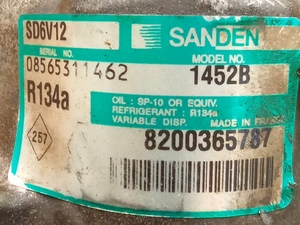 SD6V12
SANDEN
SERIAL NO.
MODEL NO.
08565311462
1452B
R134a
OIL : SP-10 OR EQUIV.
REFRIGERANT : R134a
VARIABLE DISP. MADE IN FRANCE
257
8200365787